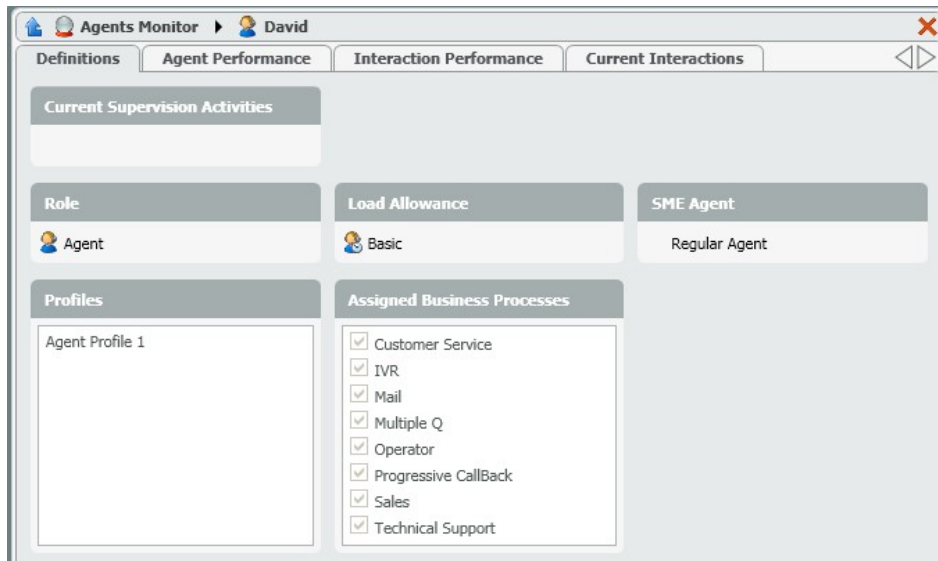 Agents Monitor David
Definitions Agent Performance Interaction Performance Current Interactions
Current Supervision Activities
Role Load Allowance SME Agent
Agent Basic Regular Agent
Profiles
Agent Profile 1
Assigned Business Processes
Customer Service
IVR
Mail
Multiple Q
Operator
Progressive CallBack
Sales
Technical Support